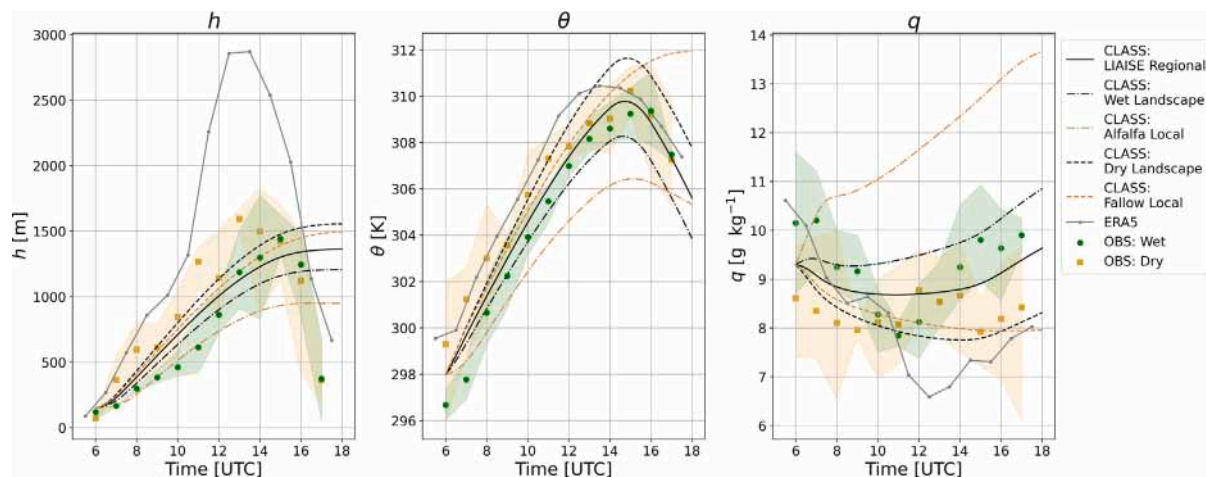 h
θ
q
3000
2500
2000
1500
1000
500
0
h [m]
6 8 10 12 14 16 18
Time [UTC]
312
310
308
306
304
302
300
298
296
θ [K]
6 8 10 12 14 16 18
Time [UTC]
14
13
12
11
10
9
8
7
6
q [g kg⁻¹]
6 8 10 12 14 16 18
Time [UTC]
CLASS:
LIAISE Regional
CLASS:
Wet Landscape
CLASS:
Alfalfa Local
CLASS:
Dry Landscape
CLASS:
Fallow Local
ERA5
OBS: Wet
OBS: Dry